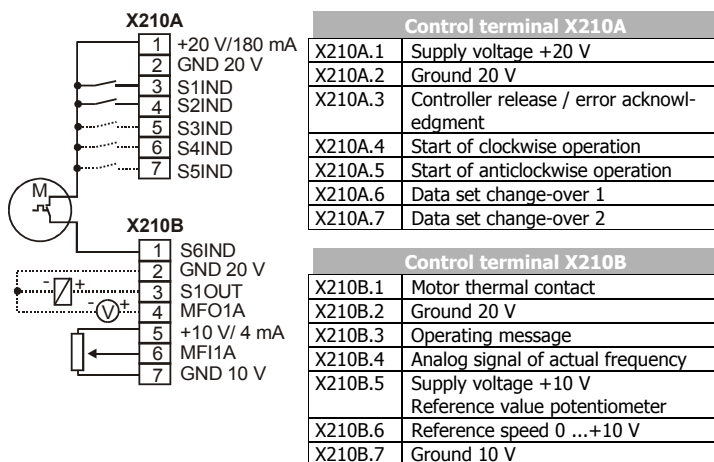 X210A
1 +20 V/180 mA
2 GND 20 V
3 S1IND
4 S2IND
5 S3IND
6 S4IND
7 S5IND
M
X210B
1 S6IND
2 GND 20 V
- + 3 S1OUT
- V + 4 MFO1A
5 +10 V/ 4 mA
6 MFI1A
7 GND 10 V
Control terminal X210A
X210A.1 Supply voltage +20 V
X210A.2 Ground 20 V
X210A.3 Controller release / error acknowl-
edgment
X210A.4 Start of clockwise operation
X210A.5 Start of anticlockwise operation
X210A.6 Data set change-over 1
X210A.7 Data set change-over 2
Control terminal X210B
X210B.1 Motor thermal contact
X210B.2 Ground 20 V
X210B.3 Operating message
X210B.4 Analog signal of actual frequency
X210B.5 Supply voltage +10 V
Reference value potentiometer
X210B.6 Reference speed 0 ...+10 V
X210B.7 Ground 10 V